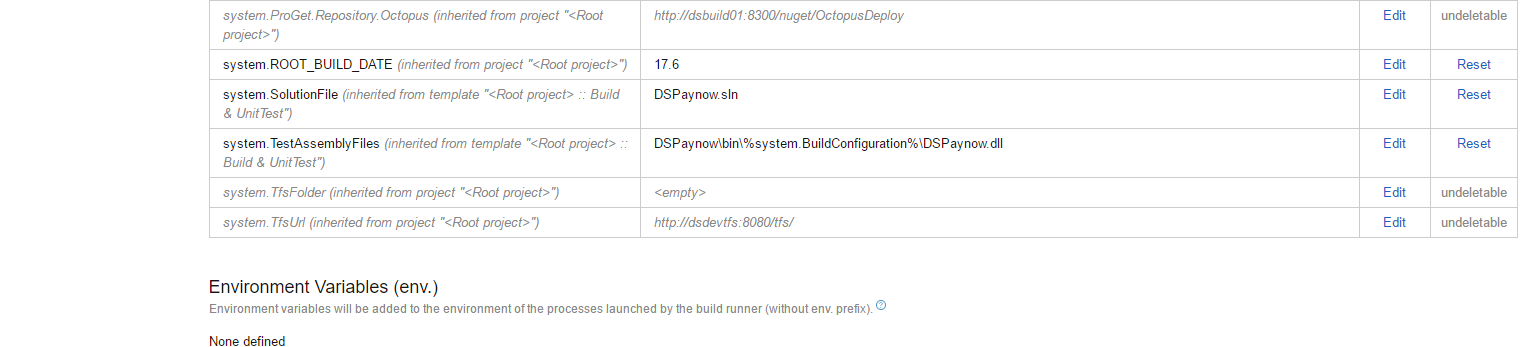 system.ProGet.Repository.Octopus (inherited from project "<Root http://dsbuild01:8300/nuget/OctopusDeploy Edit undeletable
project>")
system.ROOT_BUILD_DATE (inherited from project "<Root project>") 17.6 Edit Reset
system.SolutionFile (inherited from template "<Root project> :: Build DSPaynow.sln Edit Reset
& UnitTest")
system.TestAssemblyFiles (inherited from template "<Root project> :: DSPaynow\bin\%system.BuildConfiguration%\DSPaynow.dll Edit Reset
Build & UnitTest")
system.TfsFolder (inherited from project "<Root project>") <empty> Edit undeletable
system.TfsUrl (inherited from project "<Root project>") http://dsdevtfs:8080/tfs/ Edit undeletable
Environment Variables (env.)
Environment variables will be added to the environment of the processes launched by the build runner (without env. prefix). ?
None defined